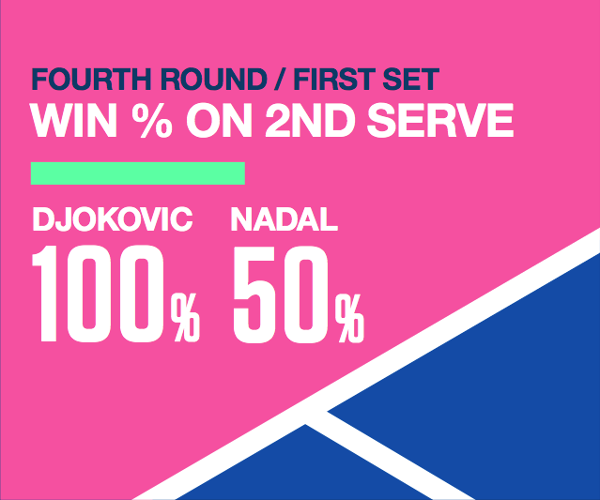 FOURTH ROUND / FIRST SET
WIN % ON 2ND SERVE
DJOKOVIC NADAL
100% 50%